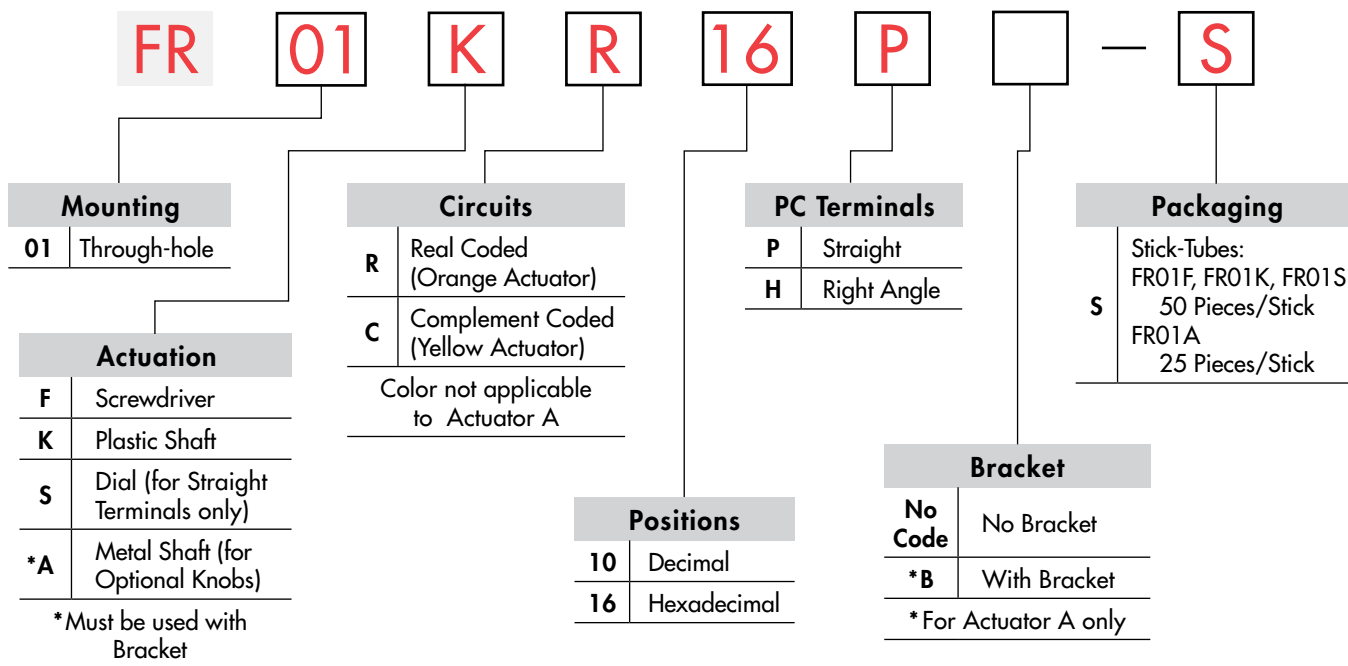 FR 01 K R 16 P — S
Mounting
01 Through-hole
Actuation
F Screwdriver
K Plastic Shaft
S Dial (for Straight
Terminals only)
*A Metal Shaft (for
Optional Knobs)
*Must be used with
Bracket
Circuits
R Real Coded
(Orange Actuator)
C Complement Coded
(Yellow Actuator)
Color not applicable
to Actuator A
Positions
10 Decimal
16 Hexadecimal
PC Terminals
P Straight
H Right Angle
Bracket
No
Code No Bracket
*B With Bracket
*For Actuator A only
Packaging
S Stick-Tubes:
FR01F, FR01K, FR01S
50 Pieces/Stick
FR01A
25 Pieces/Stick